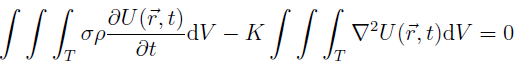 ∫∫∫_T σρ ∂U(r⃗, t)/∂t dV − K ∫∫∫_T ∇²U(r⃗, t)dV = 0